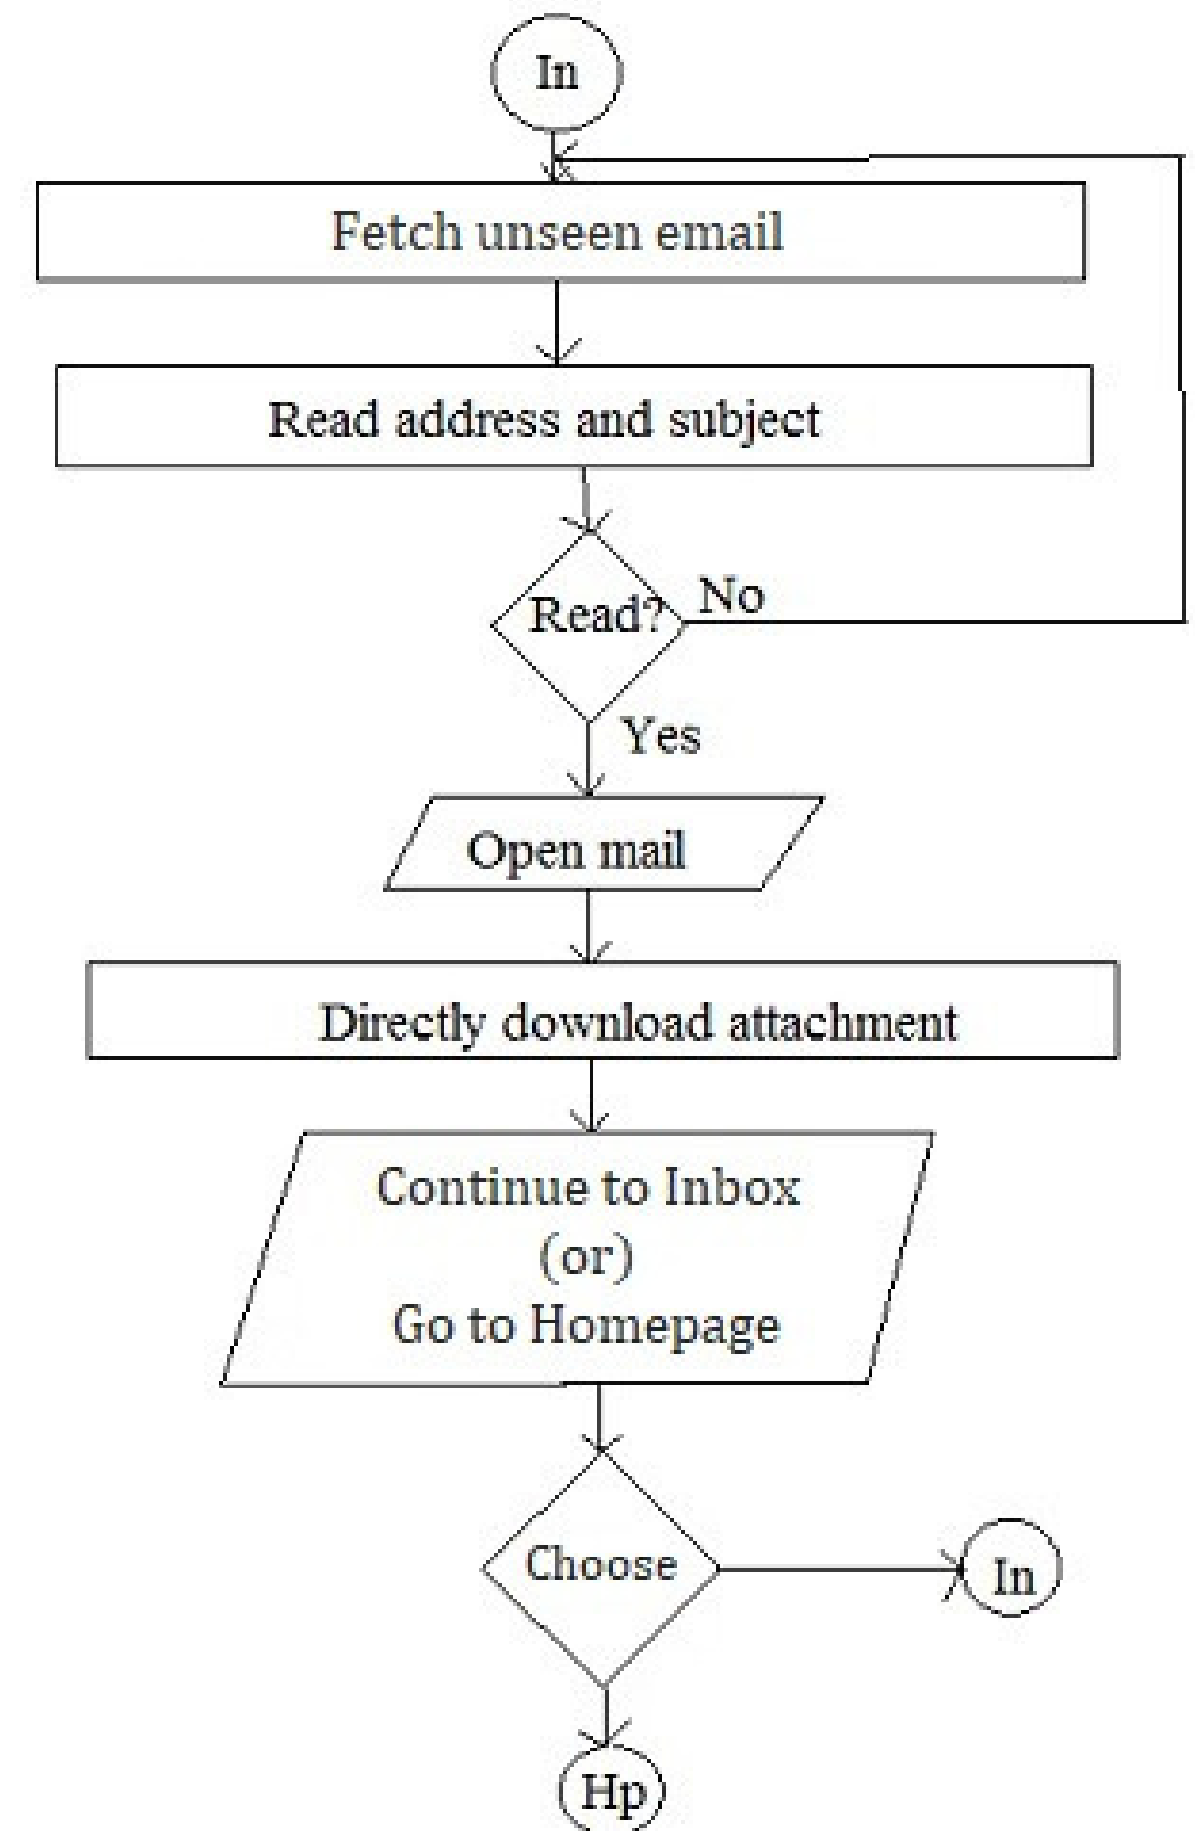 In
Fetch unseen email
Read address and subject
Read?
No
Yes
Open mail
Directly download attachment
Continue to Inbox
(or)
Go to Homepage
Choose
In
Hp